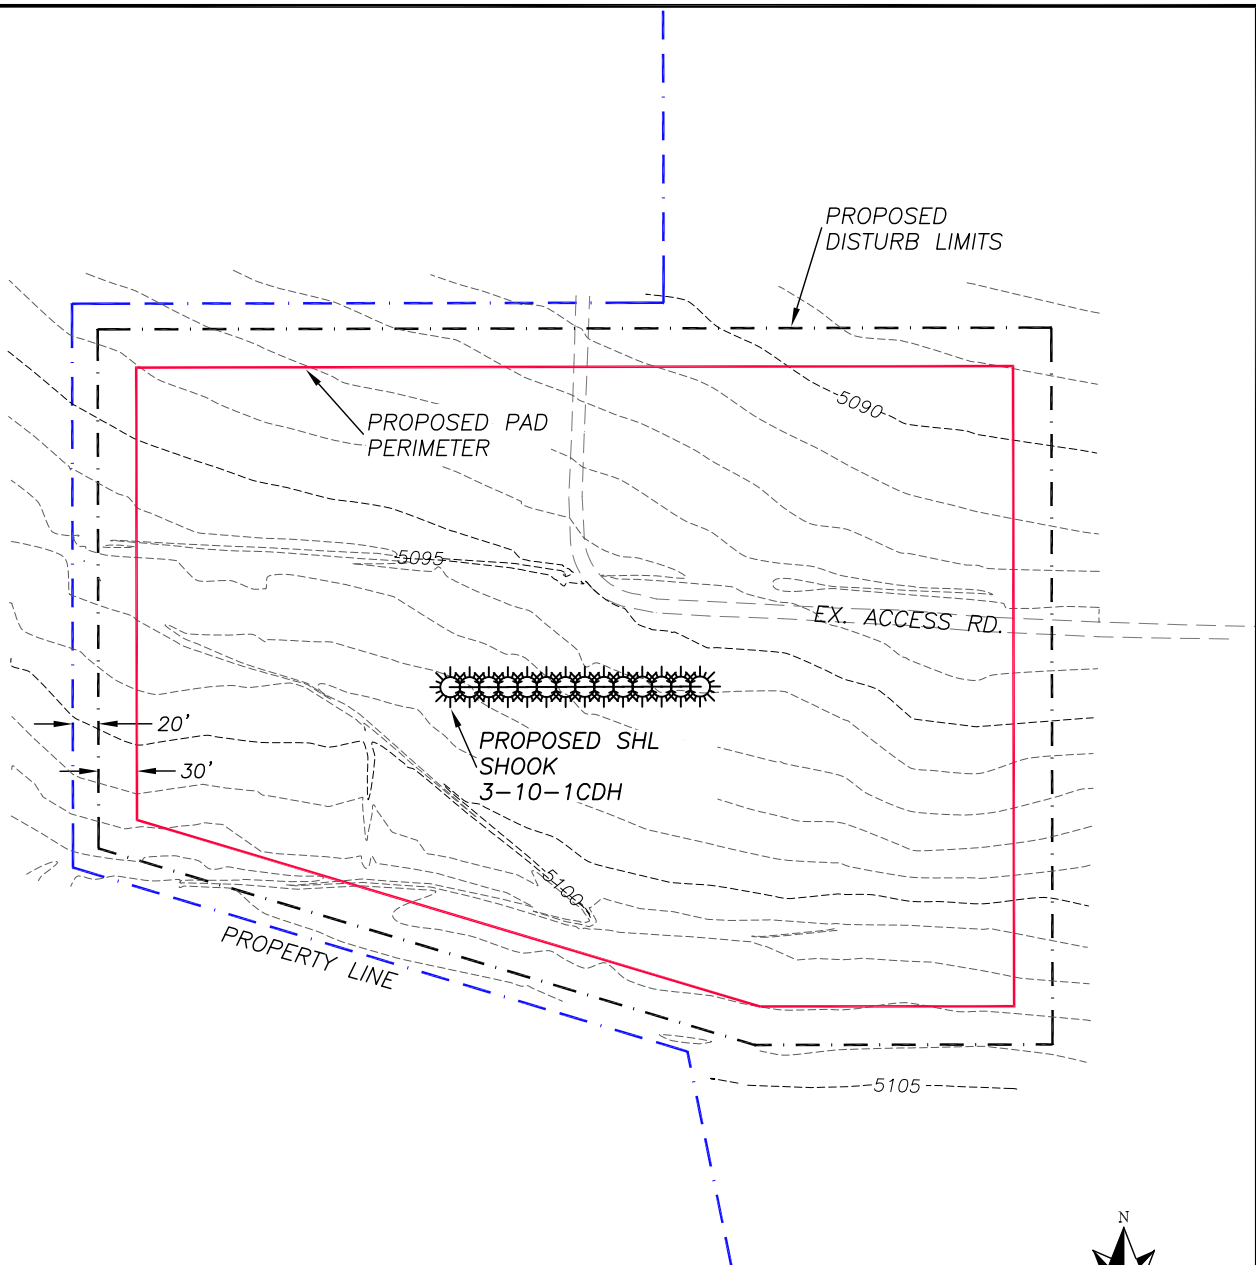 PROPOSED
DISTURB LIMITS
5090
PROPOSED PAD
PERIMETER
5095
EX. ACCESS RD.
20'
PROPOSED SHL
SHOOK
3-10-1CDH
30'
5100
PROPERTY LINE
5105
N